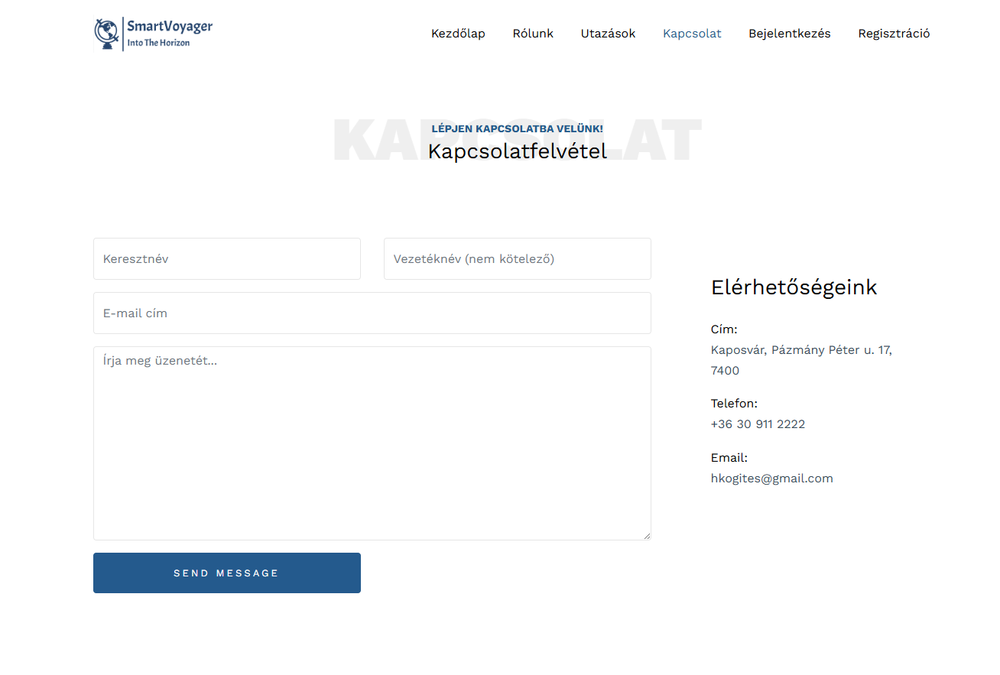 SmartVoyager
Into The Horizon
Kezdőlap Rólunk Utazások Kapcsolat Bejelentkezés Regisztráció
KAPCSOLAT
LÉPJEN KAPCSOLATBA VELÜNK!
Kapcsolatfelvétel
Keresztnév Vezetéknév (nem kötelező)
E-mail cím
Írja meg üzenetét...
SEND MESSAGE
Elérhetőségeink
Cím:
Kaposvár, Pázmány Péter u. 17,
7400
Telefon:
+36 30 911 2222
Email:
hkogites@gmail.com